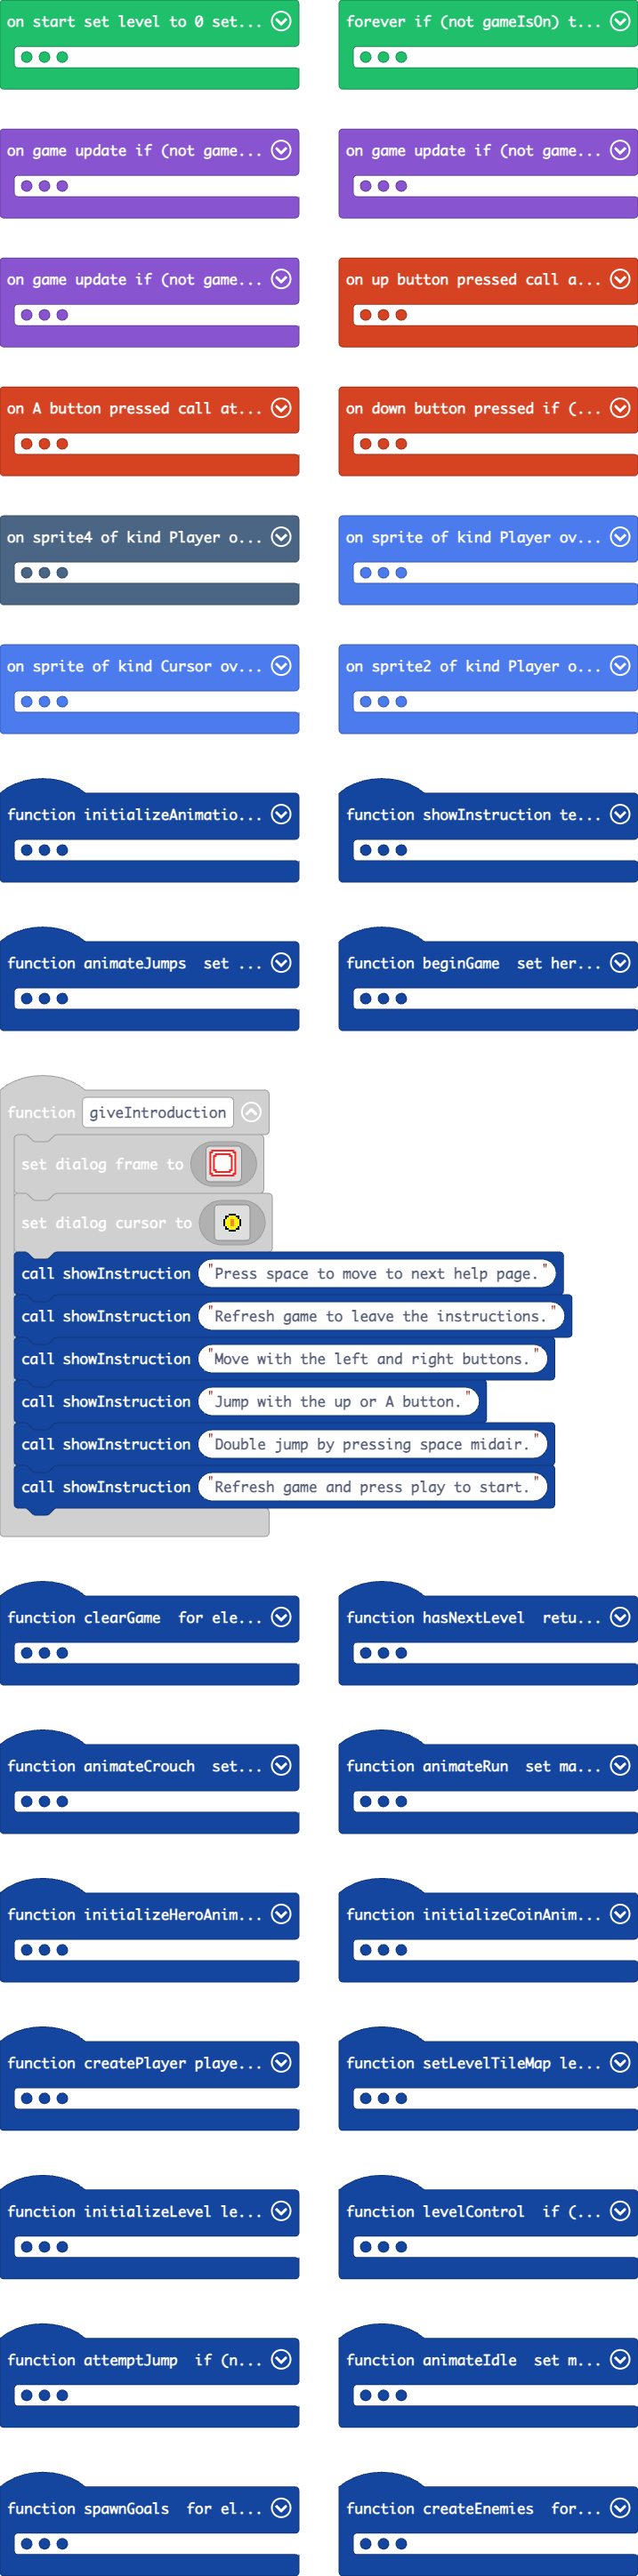 on start set level to 0 set...
forever if (not gameIsOn) t...
on game update if (not game...
on game update if (not game...
on game update if (not game...
on up button pressed call a...
on A button pressed call at...
on down button pressed if (...
on sprite4 of kind Player o...
on sprite of kind Player ov...
on sprite of kind Cursor ov...
on sprite2 of kind Player o...
function initializeAnimatio...
function showInstruction te...
function animateJumps set ...
function beginGame set her...
function giveIntroduction
set dialog frame to
set dialog cursor to
call showInstruction "Press space to move to next help page."
call showInstruction "Refresh game to leave the instructions."
call showInstruction "Move with the left and right buttons."
call showInstruction "Jump with the up or A button."
call showInstruction "Double jump by pressing space midair."
call showInstruction "Refresh game and press play to start."
function clearGame for ele...
function hasNextLevel retu...
function animateCrouch set...
function animateRun set ma...
function initializeHeroAnim...
function initializeCoinAnim...
function createPlayer playe...
function setLevelTileMap le...
function initializeLevel le...
function levelControl if (...
function attemptJump if (n...
function animateIdle set m...
function spawnGoals for el...
function createEnemies for...